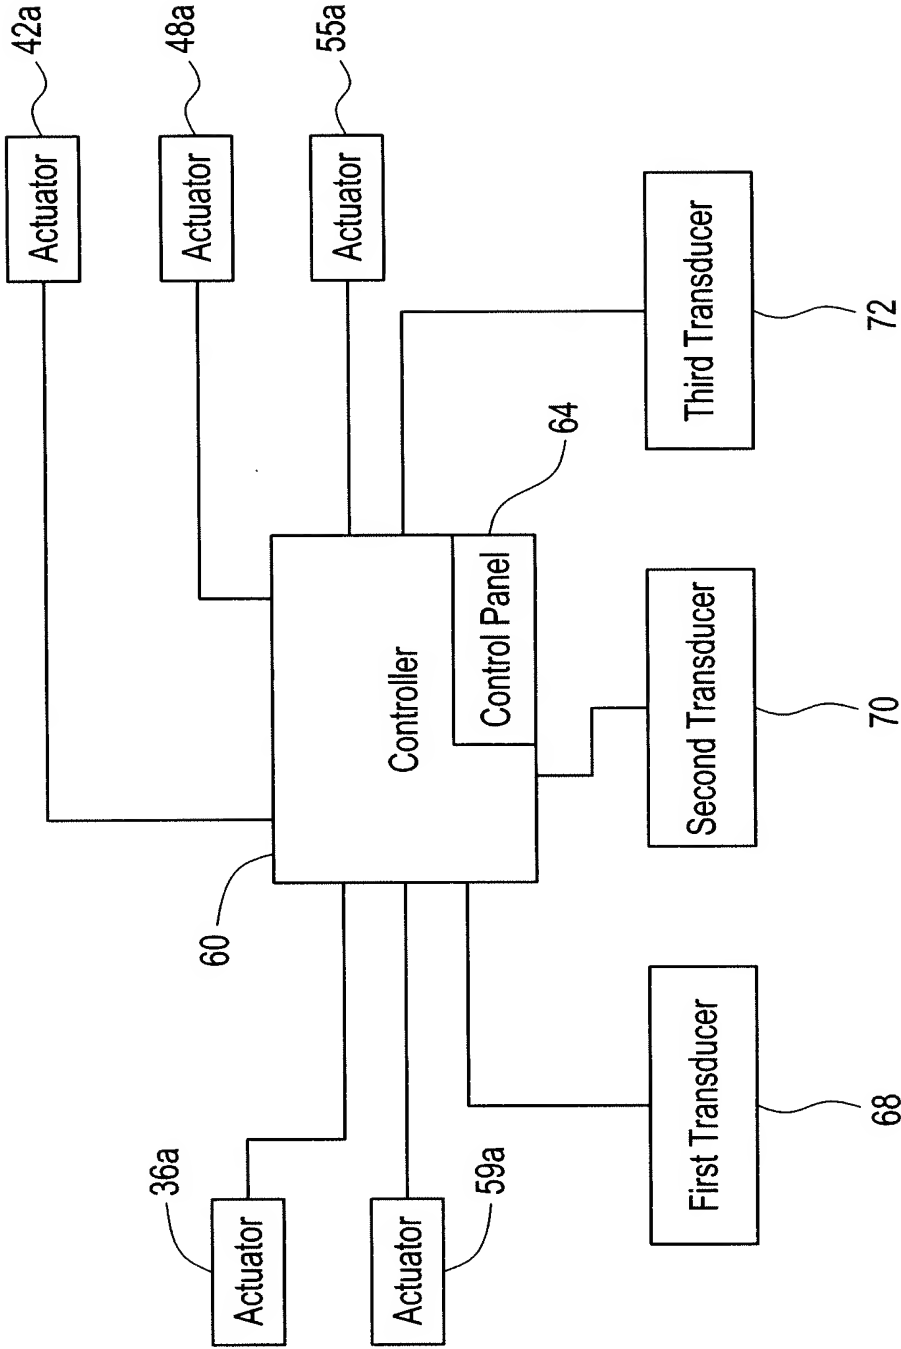 42a
Actuator
48a
Actuator
55a
Actuator
36a
Actuator
59a
Actuator
60
Controller
Control Panel
64
First Transducer
68
Second Transducer
70
Third Transducer
72